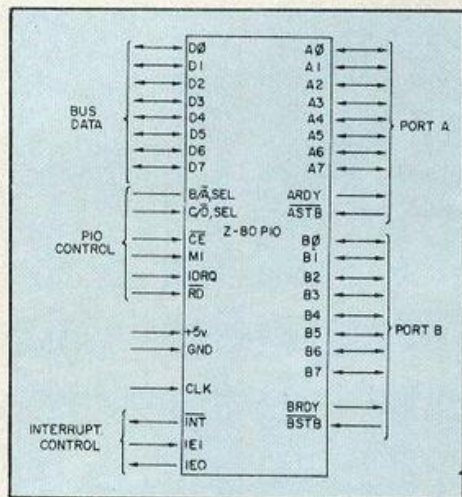 BUS
DATA
DØ
D1
D2
D3
D4
D5
D6
D7
PIO
CONTROL
B/A̅,SEL
C/D̅,SEL
C̅E̅
M1
IORQ
R̅D̅
+5v
GND
CLK
INTERRUPT
CONTROL
I̅N̅T̅
IEI
IEO
Z-80 PIO
AØ
A1
A2
A3
A4
A5
A6
A7
ARDY
A̅S̅T̅B̅
PORT A
BØ
B1
B2
B3
B4
B5
B6
B7
BRDY
B̅S̅T̅B̅
PORT B